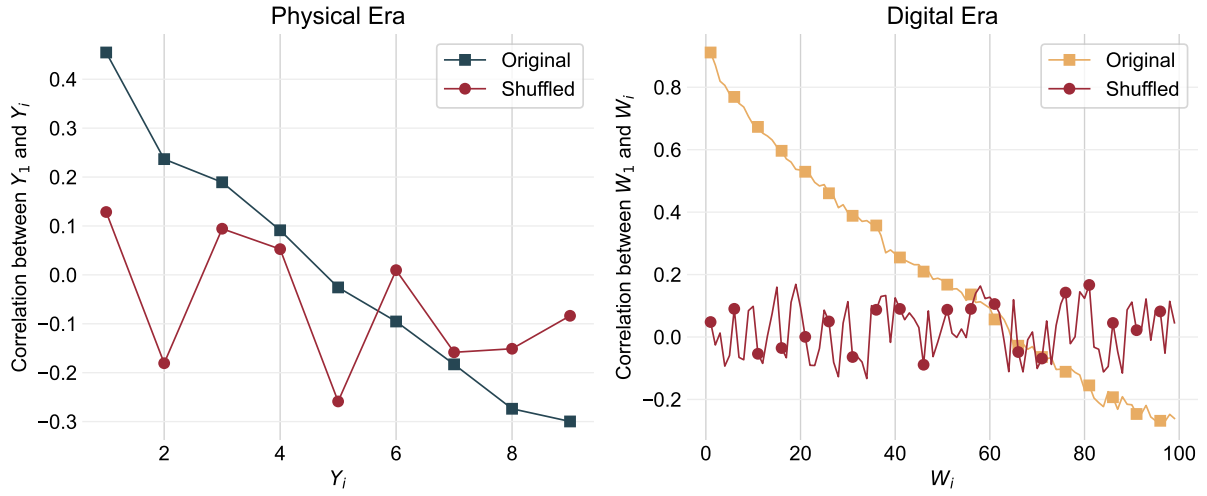 Physical Era
Original
Shuffled
Correlation between Y₁ and Yᵢ
0.4
0.3
0.2
0.1
0.0
−0.1
−0.2
−0.3
2
4
6
8
Yᵢ
Digital Era
Original
Shuffled
Correlation between W₁ and Wᵢ
0.8
0.6
0.4
0.2
0.0
−0.2
0
20
40
60
80
100
Wᵢ